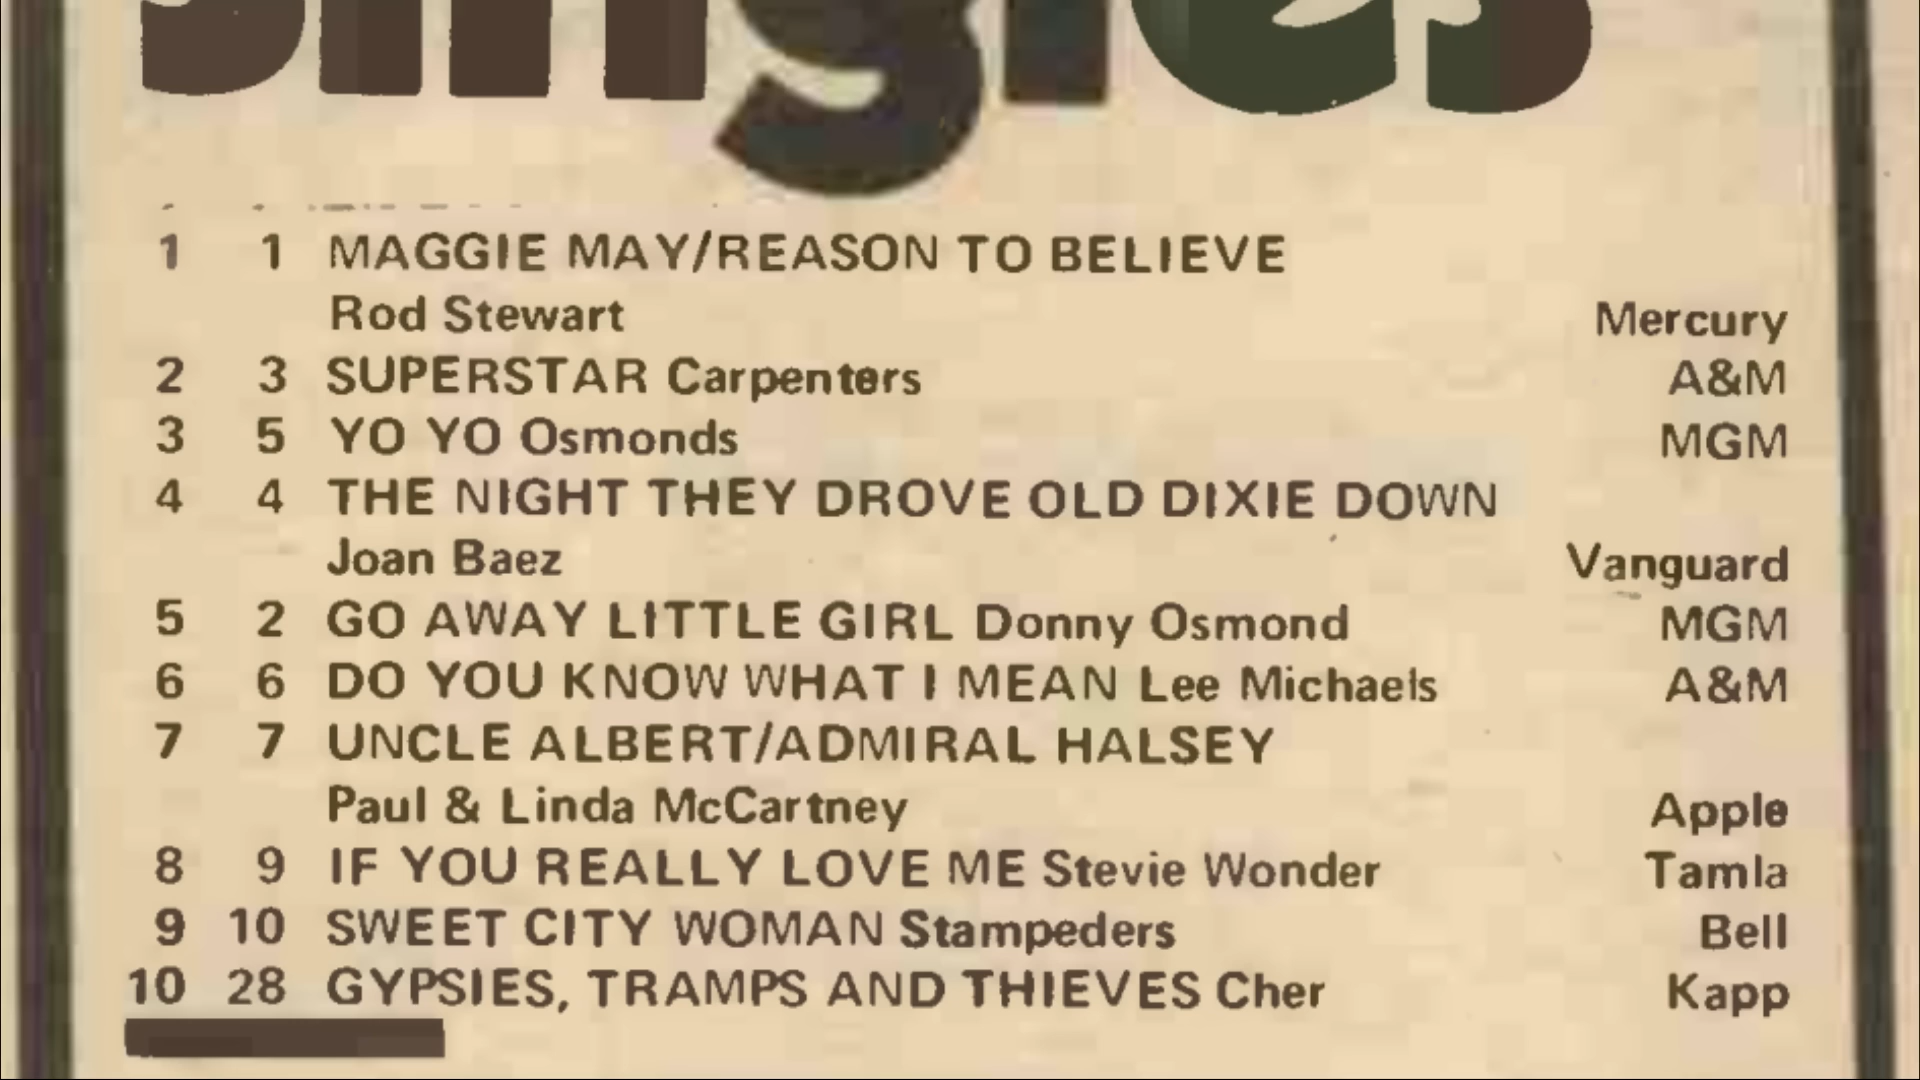 singles
1 1 MAGGIE MAY/REASON TO BELIEVE
Rod Stewart Mercury
2 3 SUPERSTAR Carpenters A&M
3 5 YO YO Osmonds MGM
4 4 THE NIGHT THEY DROVE OLD DIXIE DOWN
Joan Baez Vanguard
5 2 GO AWAY LITTLE GIRL Donny Osmond MGM
6 6 DO YOU KNOW WHAT I MEAN Lee Michaels A&M
7 7 UNCLE ALBERT/ADMIRAL HALSEY
Paul & Linda McCartney Apple
8 9 IF YOU REALLY LOVE ME Stevie Wonder Tamla
9 10 SWEET CITY WOMAN Stampeders Bell
10 28 GYPSIES, TRAMPS AND THIEVES Cher Kapp